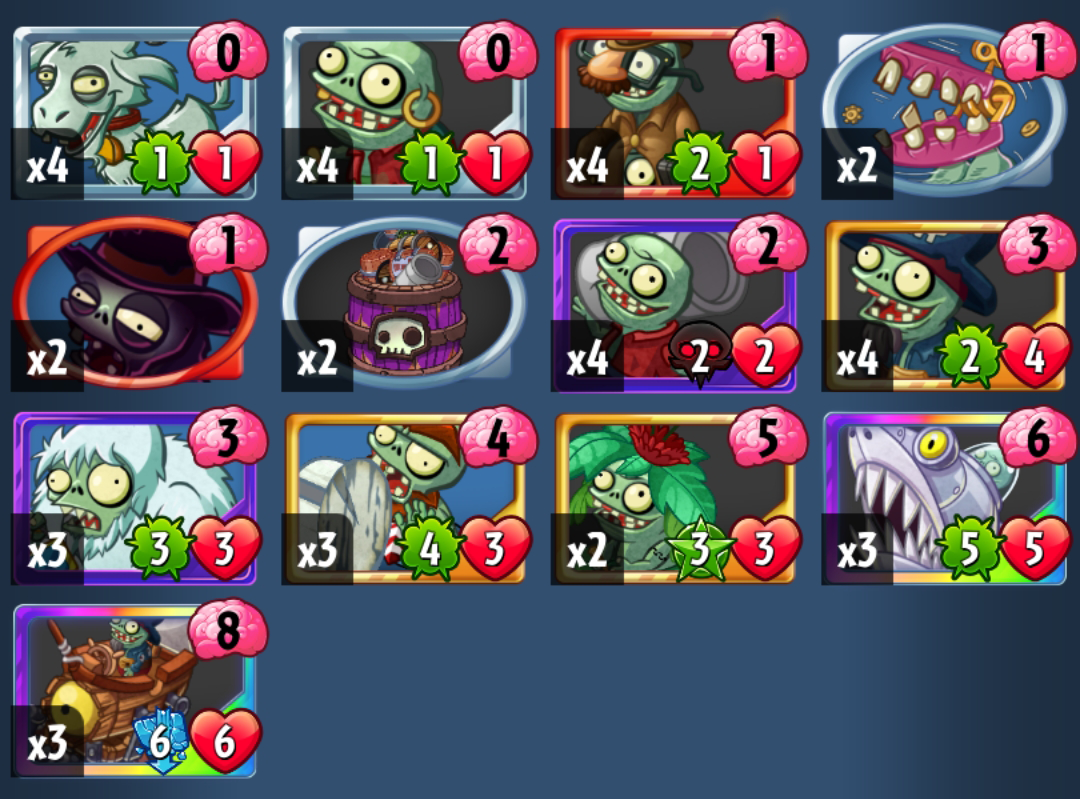 0 0 1 1
x4 1 1 x4 1 1 x4 2 1 x2
1 2 2 3
x2 x2 x4 2 2 x4 2 4
3 4 5 6
x3 3 3 x3 4 3 x2 3 3 x3 5 5
8
x3 6 6